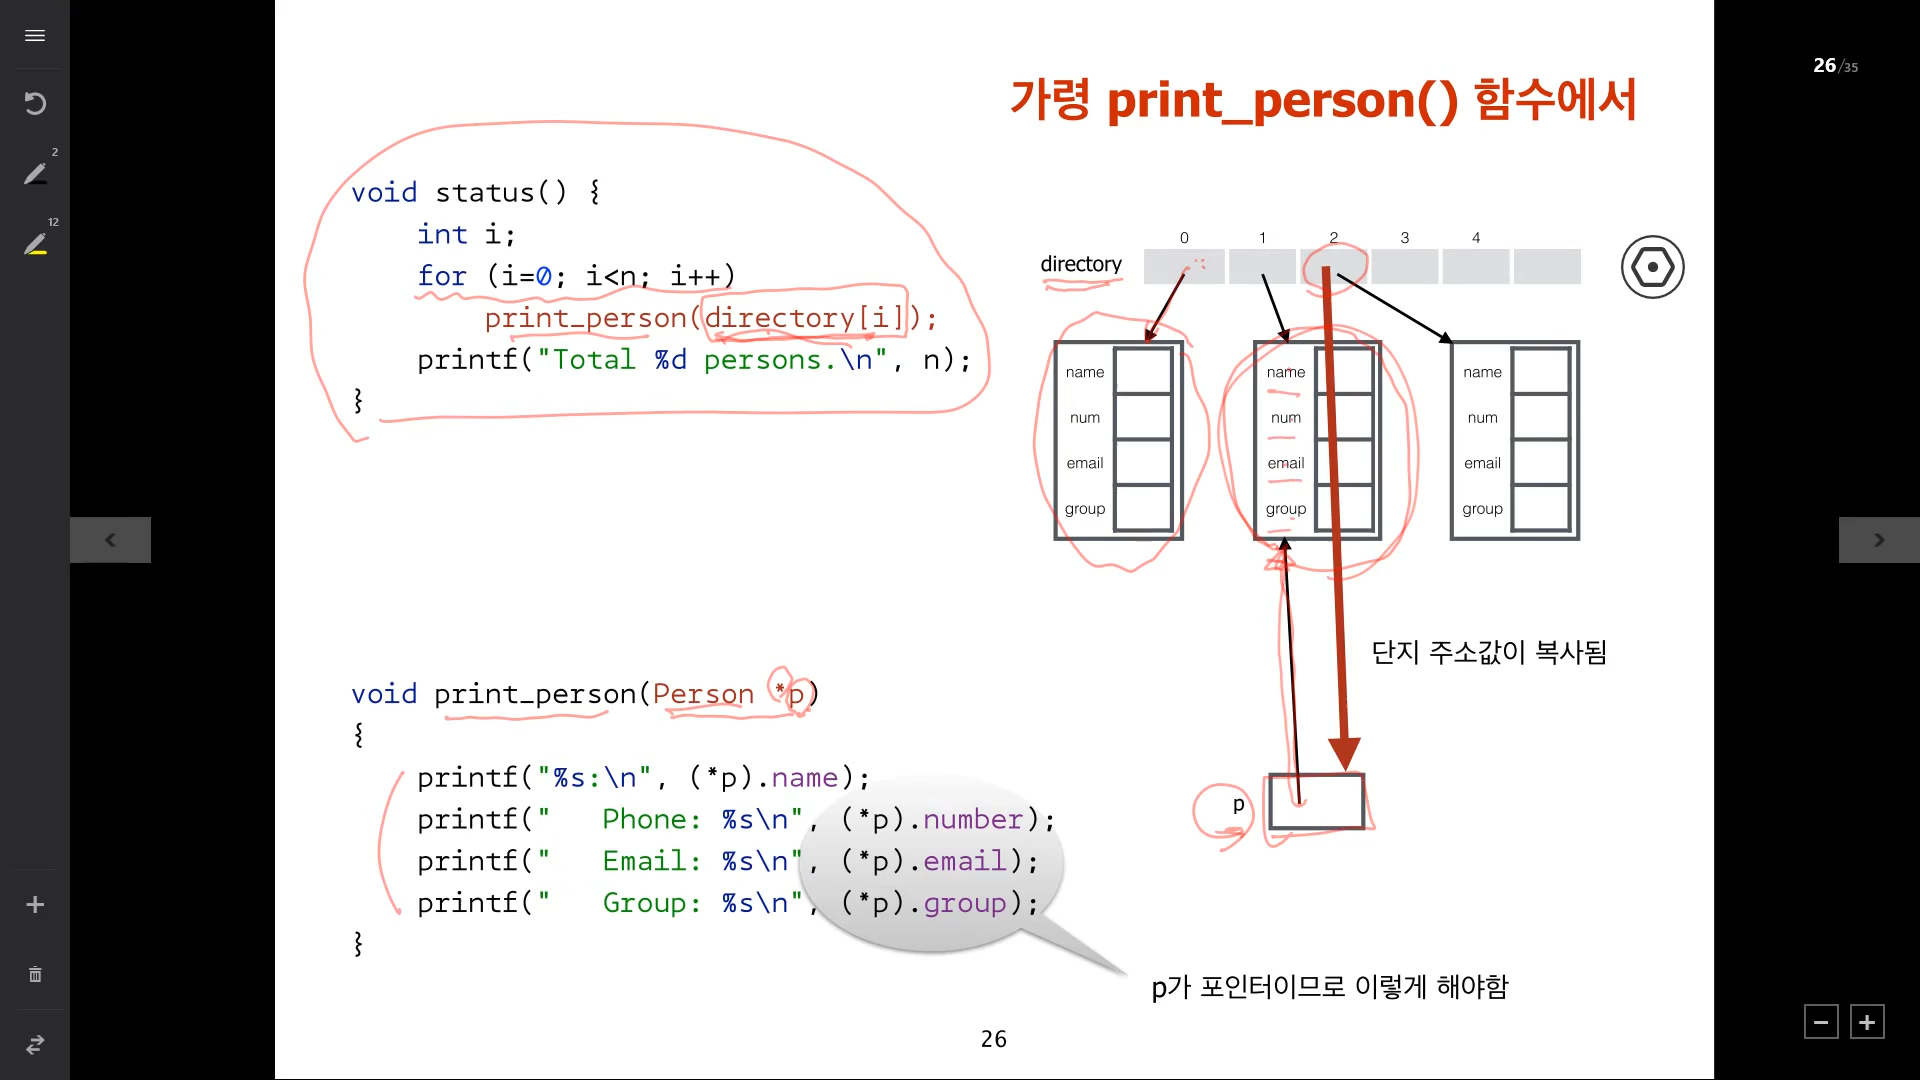 26/35
2
12
가령 print_person() 함수에서
void status() {
int i;
for (i=0; i<n; i++)
print_person(directory[i]);
printf("Total %d persons.\n", n);
}
0 1 2 3 4
directory
name name name
num num num
email email email
group group group
단지 주소값이 복사됨
p
void print_person(Person *p)
{
printf("%s:\n", (*p).name);
printf("   Phone: %s\n", (*p).number);
printf("   Email: %s\n", (*p).email);
printf("   Group: %s\n", (*p).group);
}
p가 포인터이므로 이렇게 해야함
26